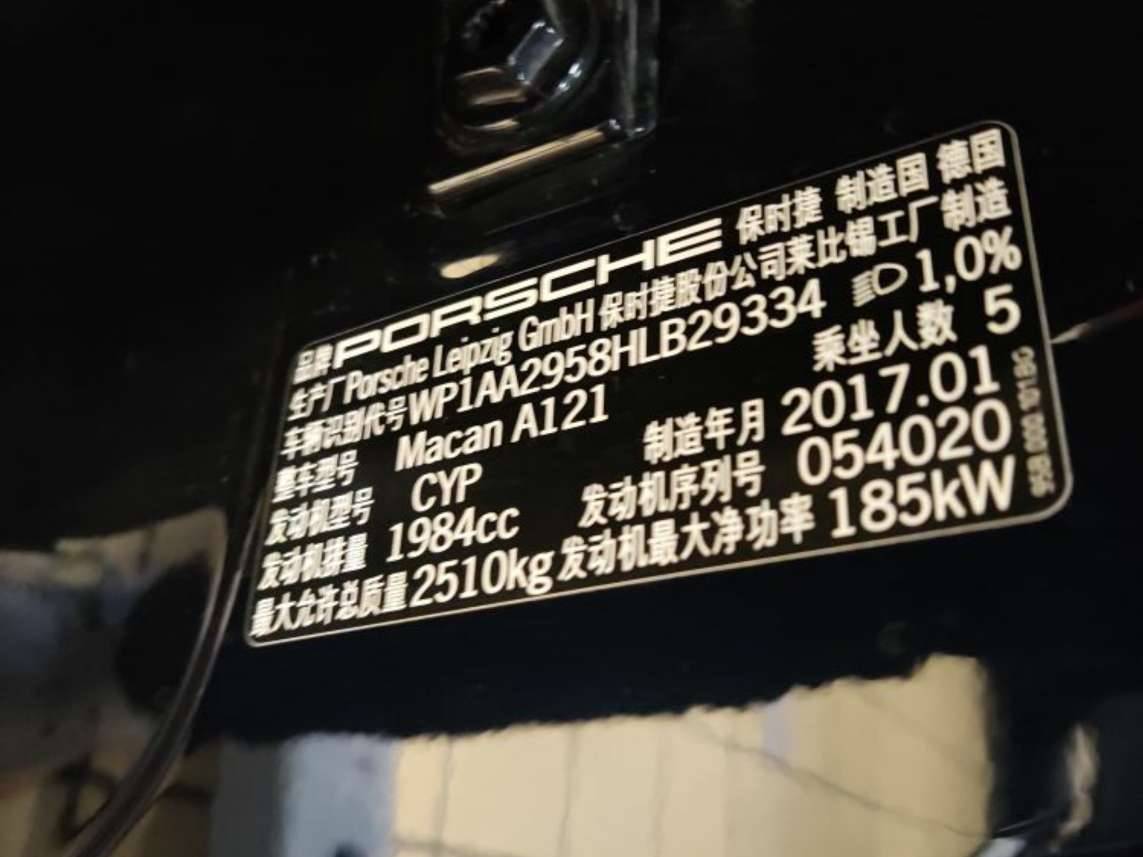 品牌 PORSCHE 保时捷 制造国 德国
生产厂 Porsche Leipzig GmbH 保时捷股份公司莱比锡工厂制造
车辆识别代号 WP1AA2958HLB29334 1,0%
整车型号 Macan A121 乘坐人数 5
发动机型号 CYP 制造年月 2017.01
发动机排量 1984cc 发动机序列号 054020
最大允许总质量 2510kg 发动机最大净功率 185kW